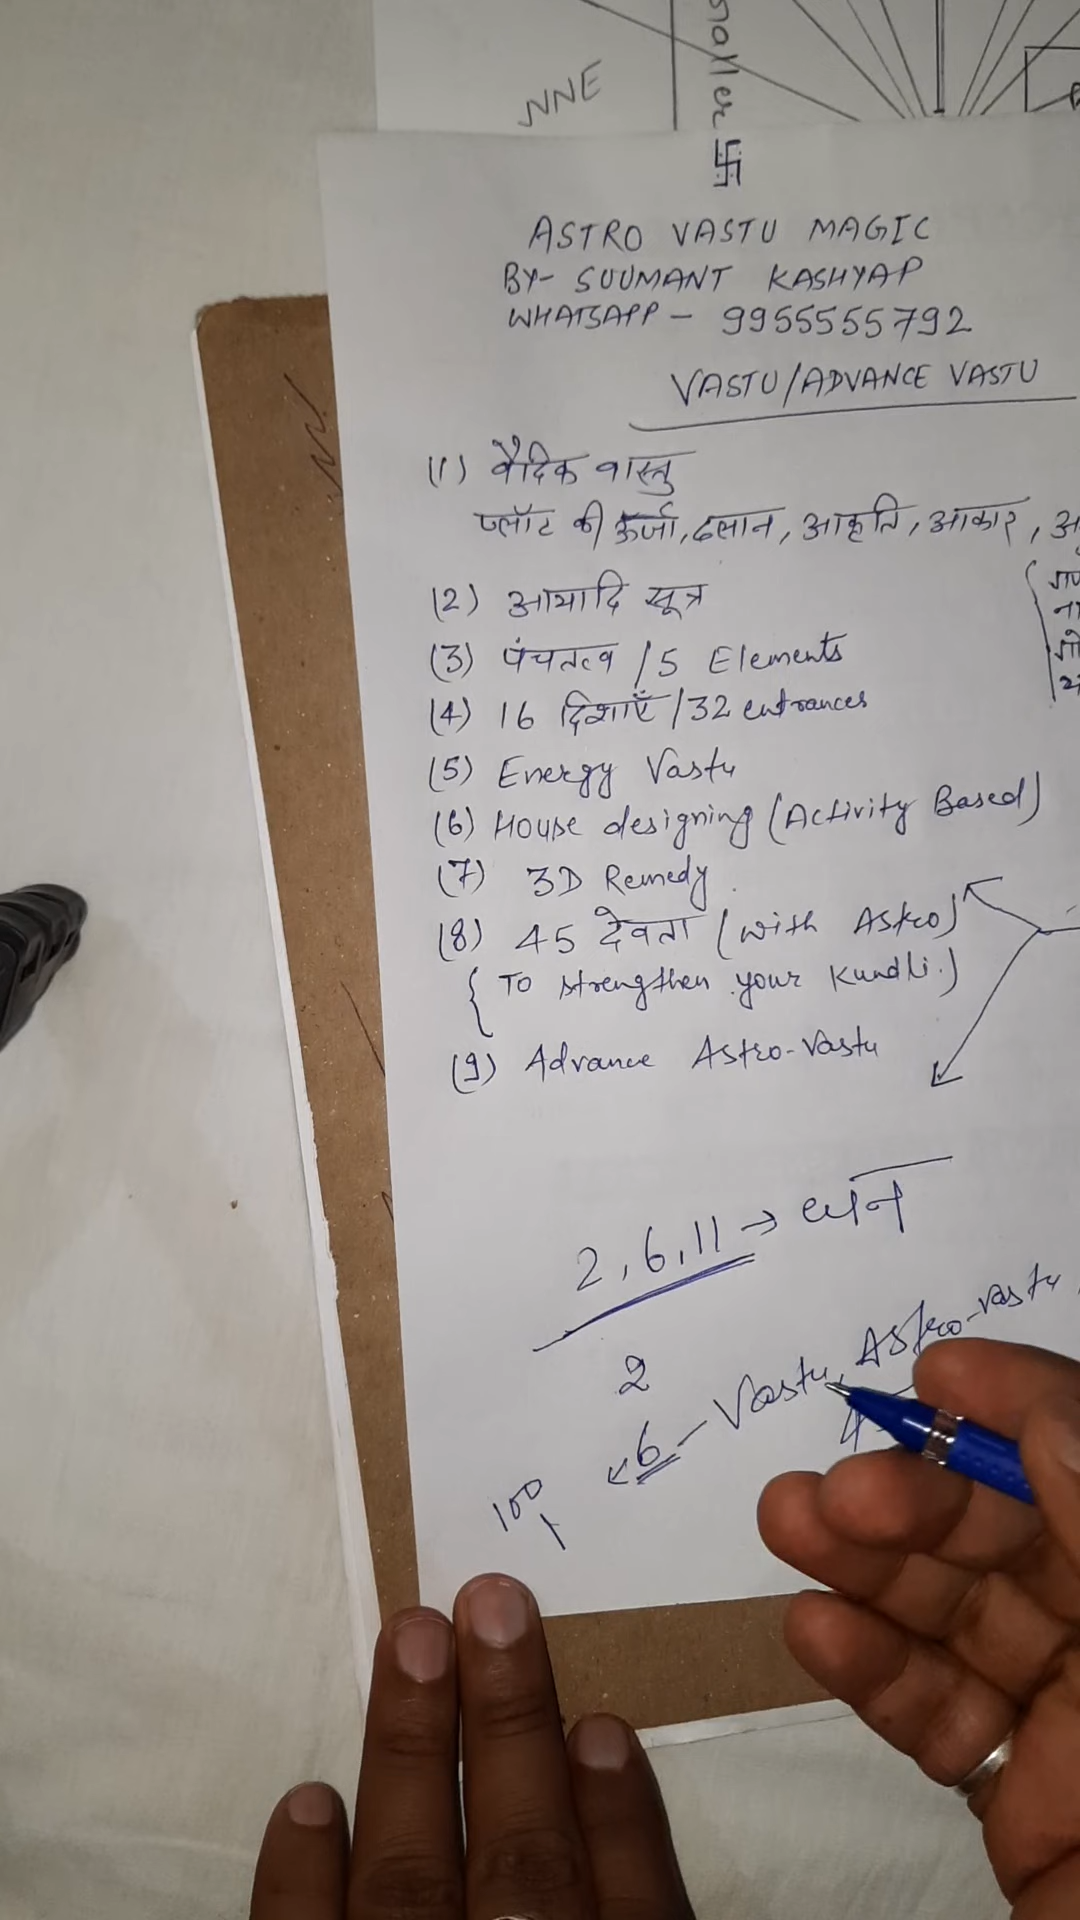 NNE
aller
卐
ASTRO VASTU MAGIC
BY- SUUMANT KASHYAP
WHATSAPP - 9955555792
VASTU/ADVANCE VASTU
(1) वैदिक वास्तु
प्लॉट की ऊर्जा, ढलान, आकृति, आकार,
(2) आयादि सूत्र
(3) पंचतत्व / 5 Elements
(4) 16 दिशाएँ / 32 entrances
(5) Energy Vastu
(6) House designing (Activity Based)
(7) 3D Remedy.
(8) 45 देवता (with Astro)
{ To strengthen your Kundli.)
(9) Advance Astro-Vastu
2, 6, 11 → धन
2
6 - Vastu, Astro-Vastu
100